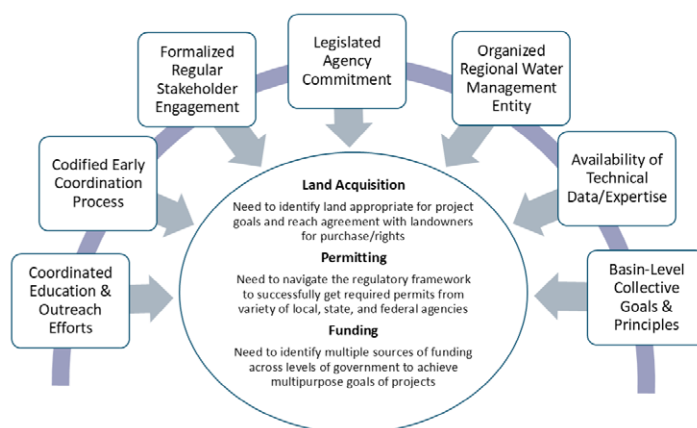 Legislated
Agency
Commitment
Formalized
Regular
Stakeholder
Engagement
Organized
Regional Water
Management
Entity
Codified Early
Coordination
Process
Availability of
Technical
Data/Expertise
Coordinated
Education &
Outreach
Efforts
Basin-Level
Collective
Goals &
Principles
Land Acquisition
Need to identify land appropriate for project
goals and reach agreement with landowners
for purchase/rights
Permitting
Need to navigate the regulatory framework
to successfully get required permits from
variety of local, state, and federal agencies
Funding
Need to identify multiple sources of funding
across levels of government to achieve
multipurpose goals of projects